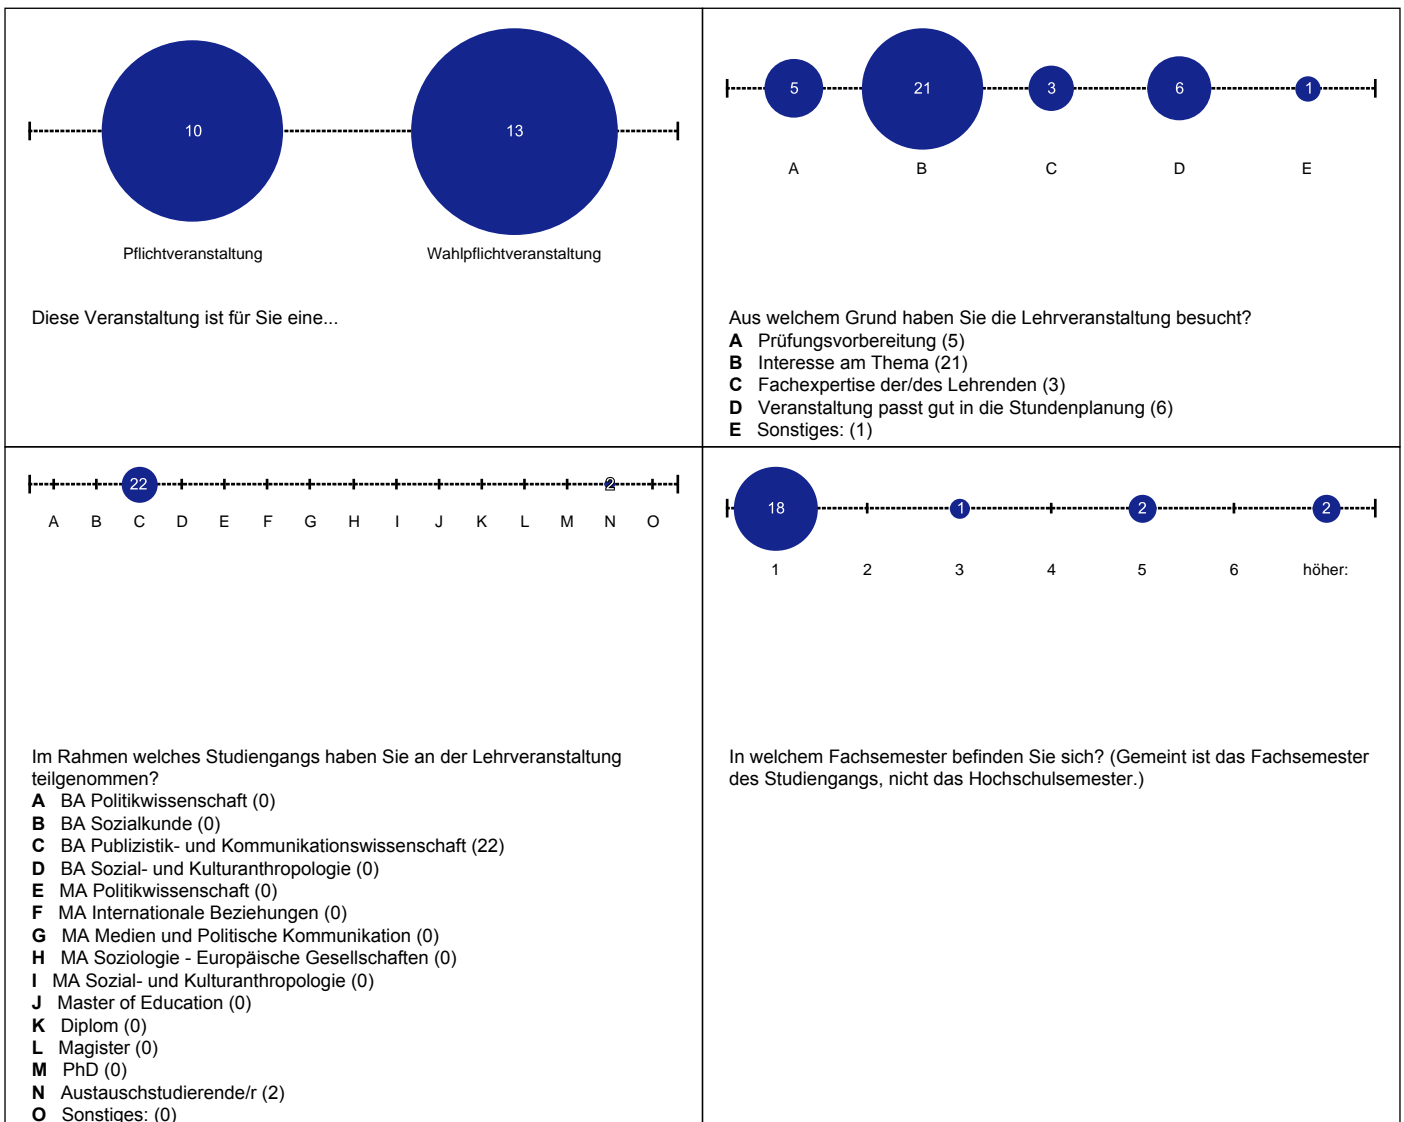 10 13
Pflichtveranstaltung Wahlpflichtveranstaltung
Diese Veranstaltung ist für Sie eine...
5 21 3 6 1
A B C D E
Aus welchem Grund haben Sie die Lehrveranstaltung besucht?
A Prüfungsvorbereitung (5)
B Interesse am Thema (21)
C Fachexpertise der/des Lehrenden (3)
D Veranstaltung passt gut in die Stundenplanung (6)
E Sonstiges: (1)
22 2
A B C D E F G H I J K L M N O
Im Rahmen welches Studiengangs haben Sie an der Lehrveranstaltung
teilgenommen?
A BA Politikwissenschaft (0)
B BA Sozialkunde (0)
C BA Publizistik- und Kommunikationswissenschaft (22)
D BA Sozial- und Kulturanthropologie (0)
E MA Politikwissenschaft (0)
F MA Internationale Beziehungen (0)
G MA Medien und Politische Kommunikation (0)
H MA Soziologie - Europäische Gesellschaften (0)
I MA Sozial- und Kulturanthropologie (0)
J Master of Education (0)
K Diplom (0)
L Magister (0)
M PhD (0)
N Austauschstudierende/r (2)
O Sonstiges: (0)
18 1 2 2
1 2 3 4 5 6 höher:
In welchem Fachsemester befinden Sie sich? (Gemeint ist das Fachsemester
des Studiengangs, nicht das Hochschulsemester.)